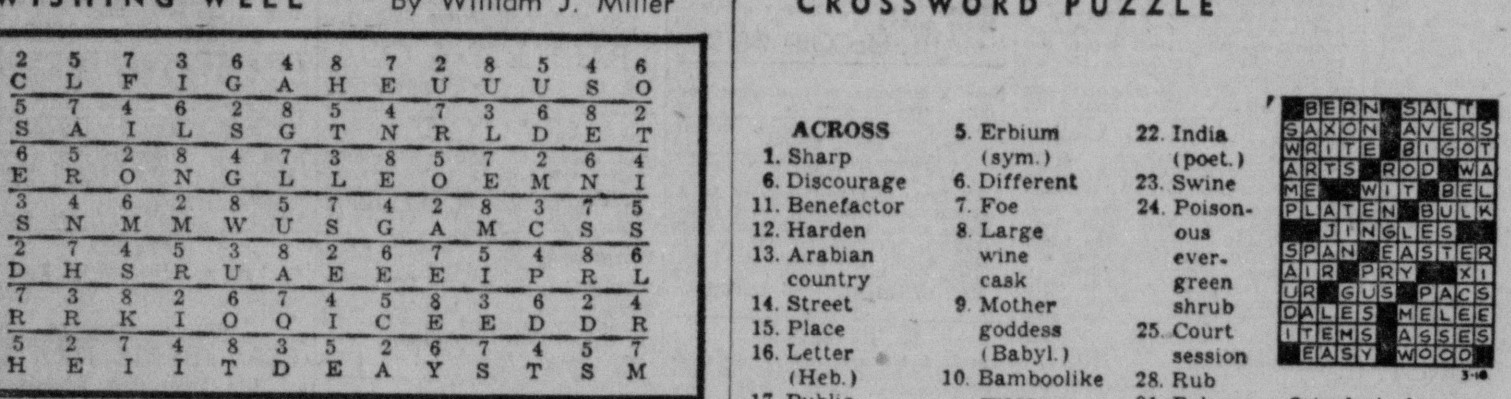 WISHING WELL By William J. Miller
2 5 7 3 6 4 8 7 2 8 5 4 6
C L F I G A H E U U U S O
5 7 4 6 2 8 5 4 7 3 6 8 2
S A I L S G T N R L D E T
6 5 2 8 4 7 3 8 5 7 2 6 4
E R O N G L L E O E M N I
3 4 6 2 8 5 7 4 2 8 3 7 5
S N M M W U S G A M C S S
2 7 4 5 3 8 2 6 7 5 4 8 6
D H S R U A E E E I P R L
7 3 8 2 6 7 4 5 8 3 6 2 4
R R K I O O I C E E D D R
5 2 7 4 8 3 5 2 6 7 4 5 7
H E I I T D E A Y S T S M
CROSSWORD PUZZLE
ACROSS
1. Sharp
6. Discourage
11. Benefactor
12. Harden
13. Arabian
country
14. Street
15. Place
16. Letter
(Heb.)
17. Public
5. Erbium
(sym.)
6. Different
7. Foe
8. Large
wine
cask
9. Mother
goddess
(Babyl.)
10. Bamboolike
22. India
(poet.)
23. Swine
24. Poison-
ous
ever-
green
shrub
25. Court
session
28. Rub
BERN SALT
SAXON AVERS
WRITE BIGOT
ARTS ROD WA
ME WIT BEL
PLATEN BULK
JINGLES
SPAN EASTER
AIR PRY XI
UR GUS PACS
DALES MELEE
ITEMS ASSES
EASY WOOD
3-10